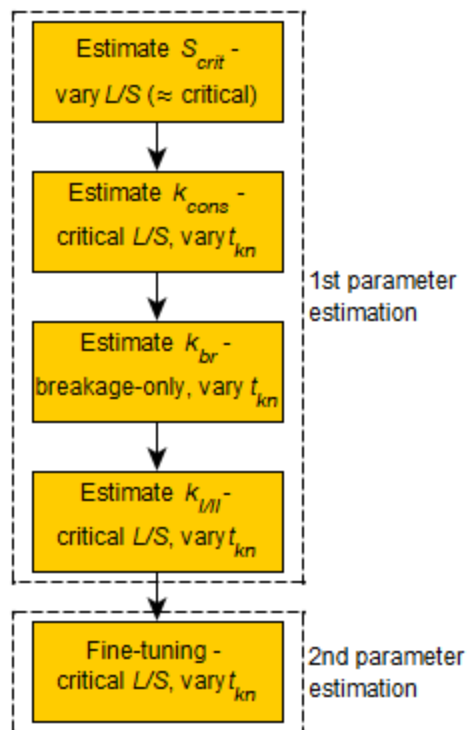 Estimate S_crit -
vary L/S (≈ critical)
Estimate k_cons -
critical L/S, vary t_kn
1st parameter
estimation
Estimate k_br -
breakage-only, vary t_kn
Estimate k_I/II -
critical L/S, vary t_kn
Fine-tuning -
critical L/S, vary t_kn
2nd parameter
estimation